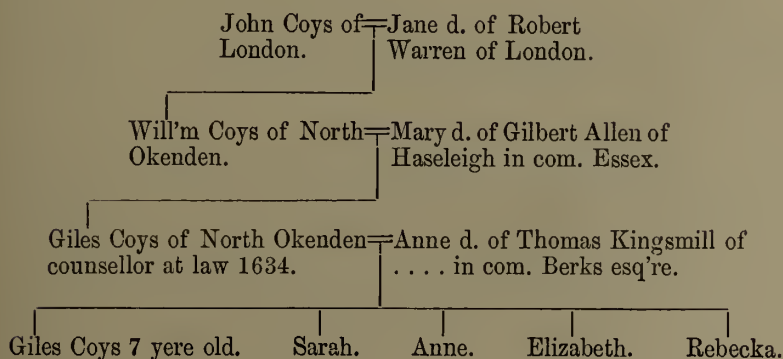 John Coys of Jane d. of Robert
London. Warren of London.
Will'm Coys of North Mary d. of Gilbert Allen of
Okenden. Haseleigh in com. Essex.
Giles Coys of North Okenden Anne d. of Thomas Kingsmill of
counsellor at law 1634. .... in com. Berks esq're.
Giles Coys 7 yere old. Sarah. Anne. Elizabeth. Rebecka.